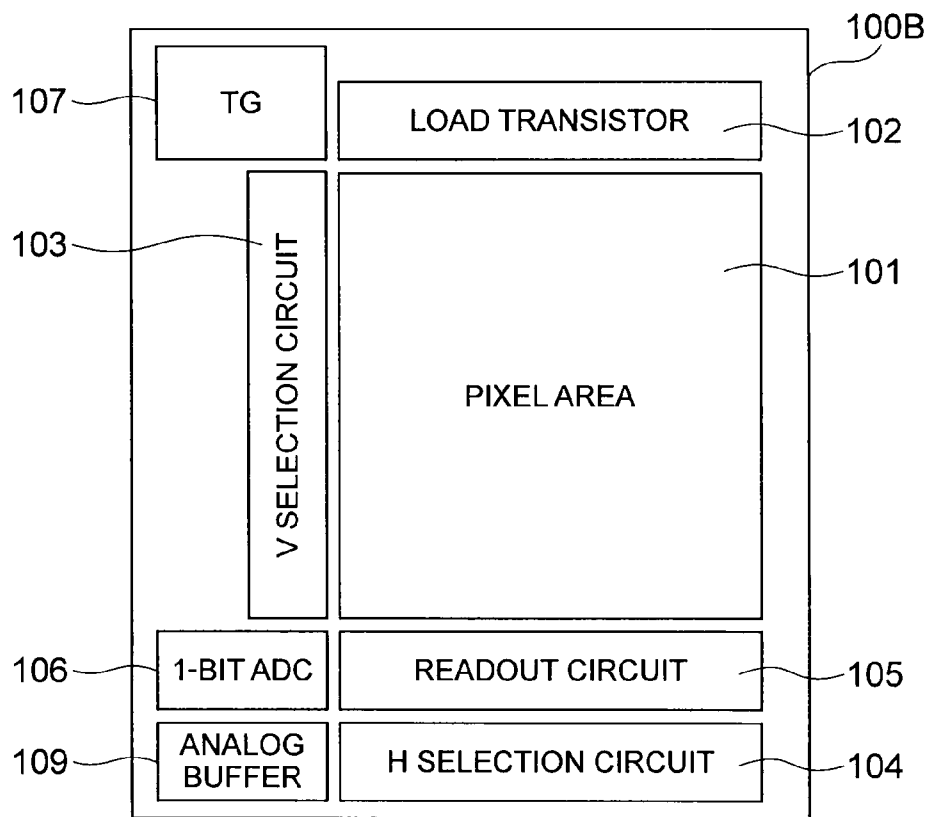 100B
107
TG
LOAD TRANSISTOR
102
103
V SELECTION CIRCUIT
101
PIXEL AREA
106
1-BIT ADC
READOUT CIRCUIT
105
109
ANALOG
BUFFER
H SELECTION CIRCUIT
104